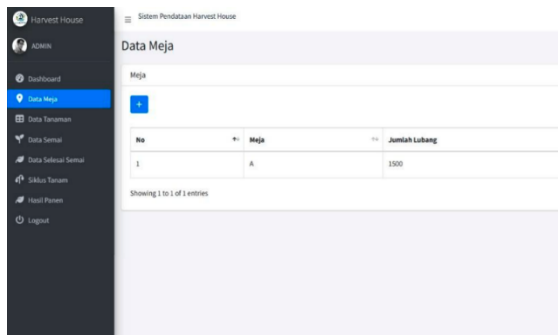 Harvest House
Sistem Pendataan Harvest House
ADMIN
Data Meja
Dashboard
Data Meja
Data Tanaman
Data Semai
Data Selesai Semai
Siklus Tanam
Hasil Panen
Logout
Meja
+
No Meja Jumlah Lubang
1 A 1500
Showing 1 to 1 of 1 entries